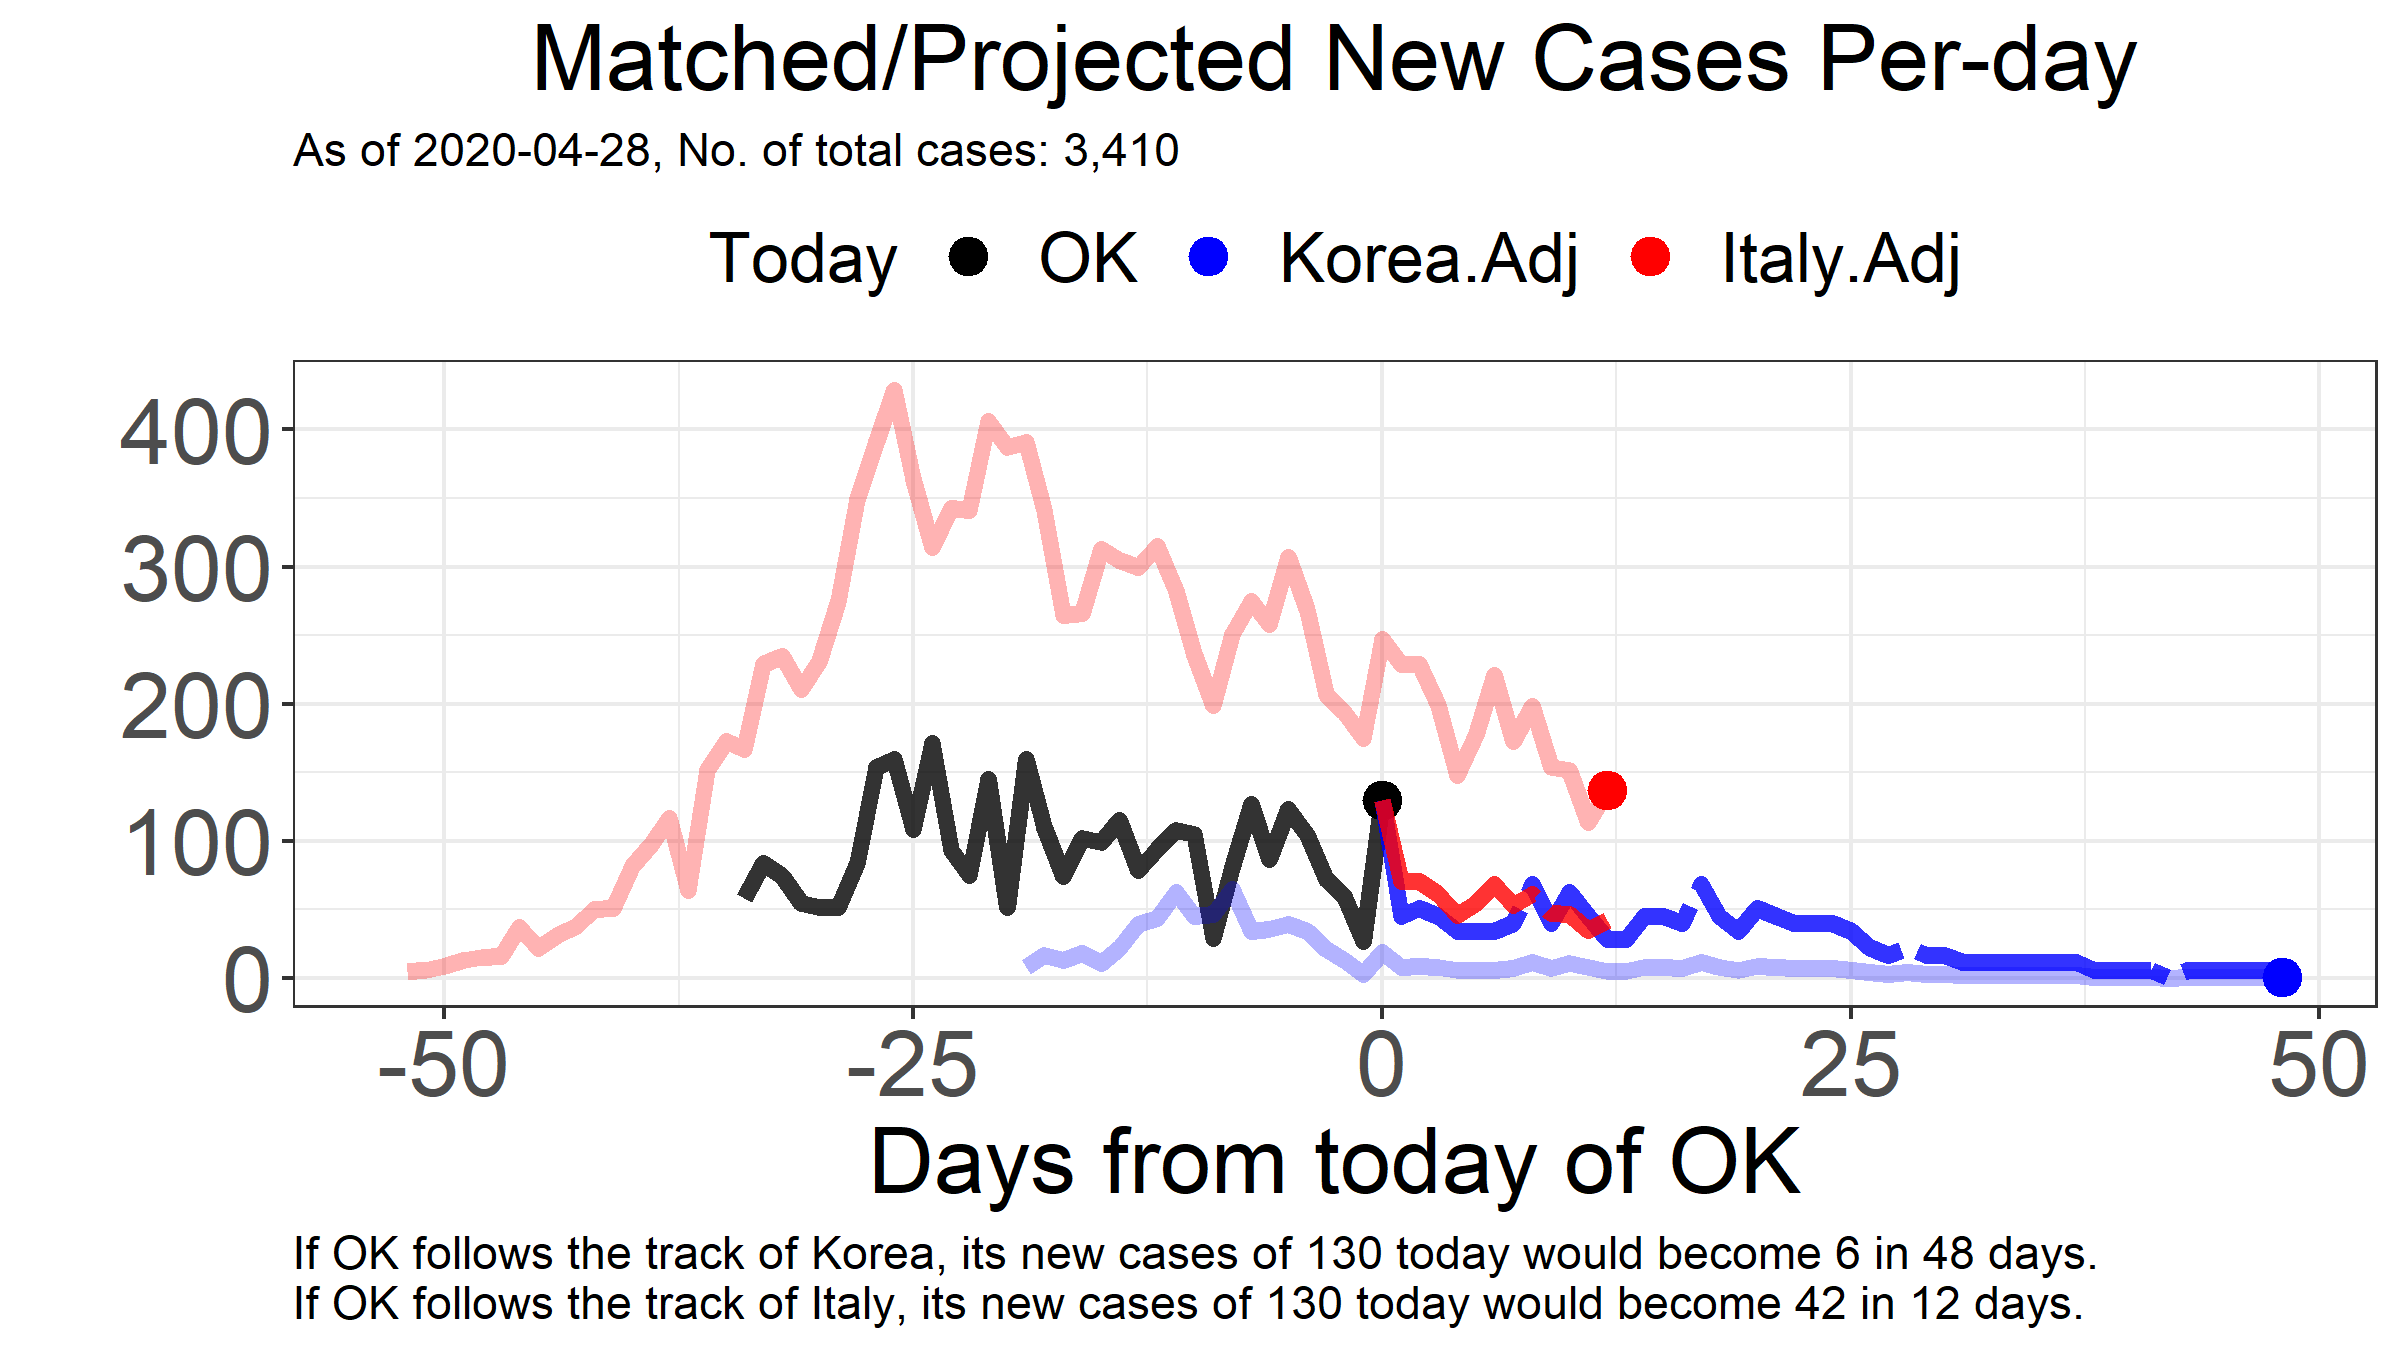 Matched/Projected New Cases Per-day
As of 2020-04-28, No. of total cases: 3,410
Today OK Korea.Adj Italy.Adj
400
300
200
100
0
-50 -25 0 25 50
Days from today of OK
If OK follows the track of Korea, its new cases of 130 today would become 6 in 48 days.
If OK follows the track of Italy, its new cases of 130 today would become 42 in 12 days.